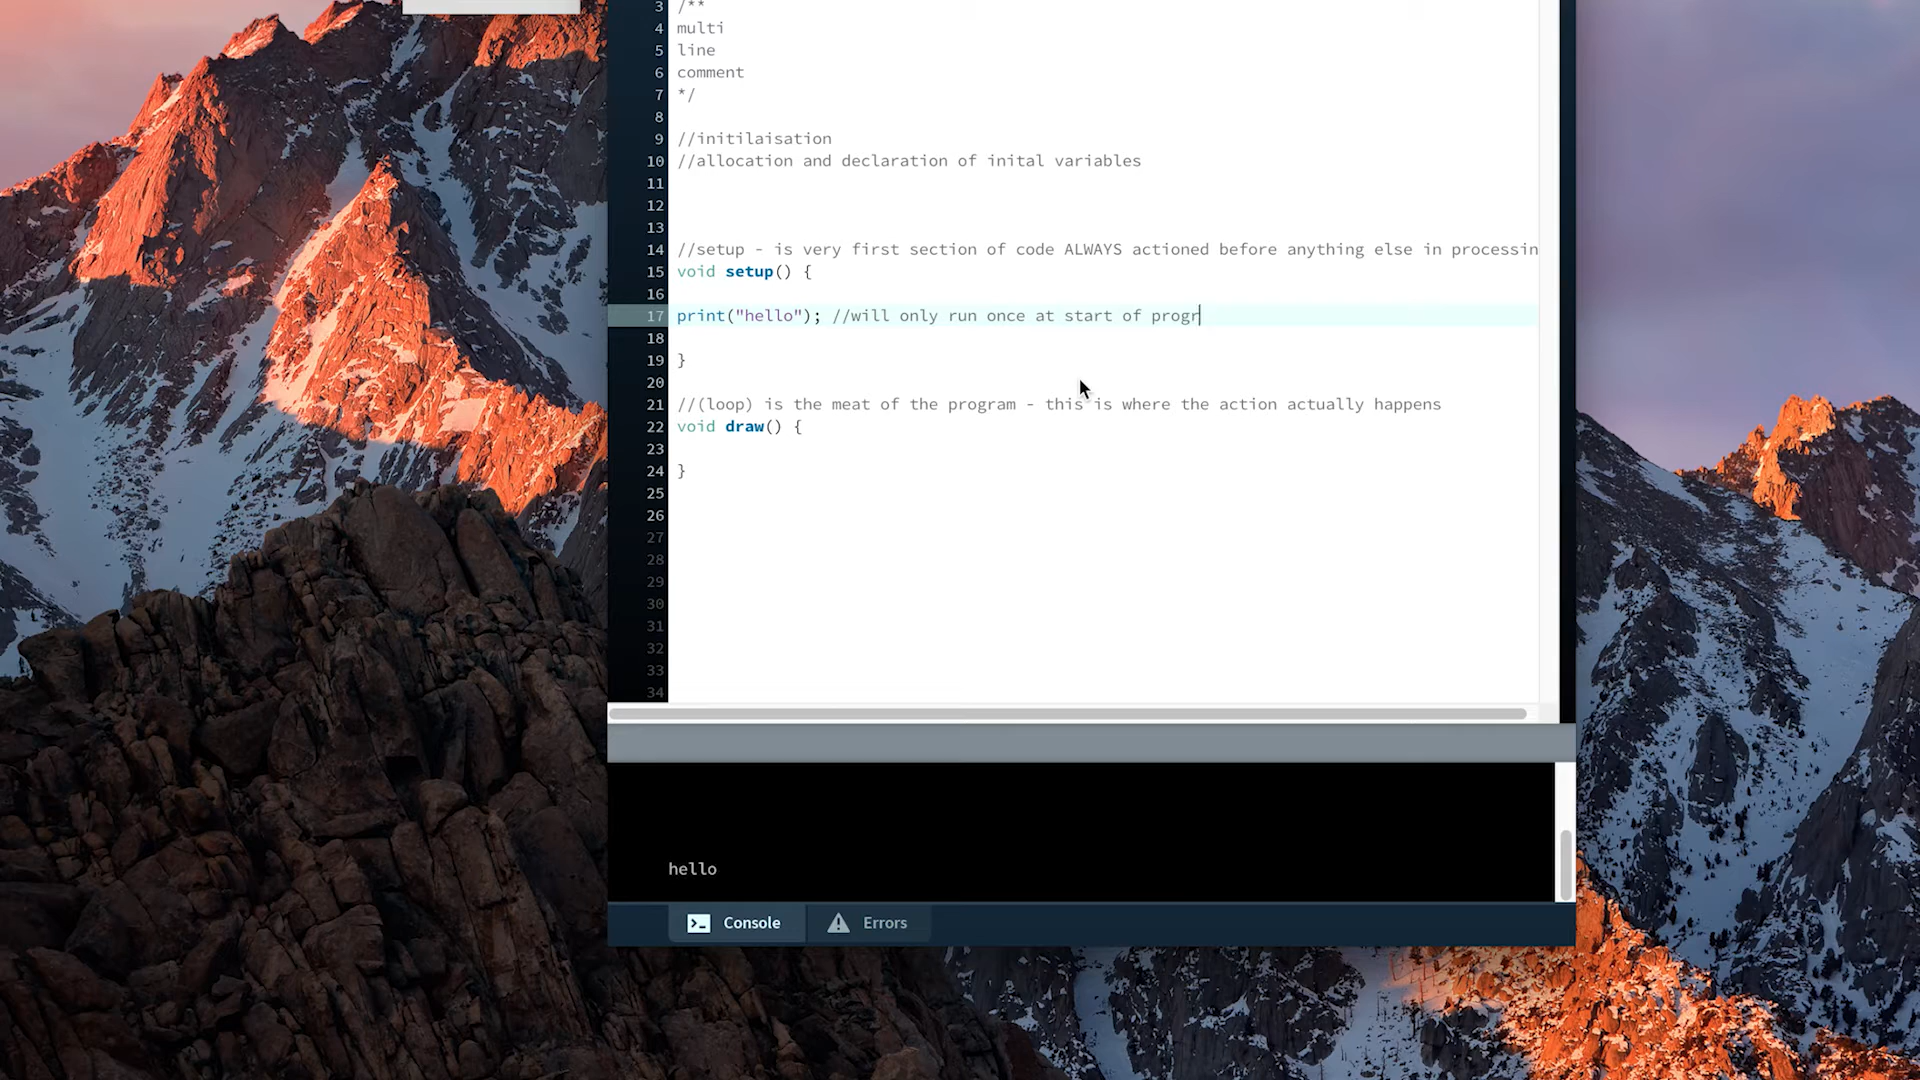 3 /**
4 multi
5 line
6 comment
7 */
8
9 //initilaisation
10 //allocation and declaration of inital variables
11
12
13
14 //setup - is very first section of code ALWAYS actioned before anything else in processin
15 void setup() {
16
17 print("hello"); //will only run once at start of progr
18
19 }
20
21 //(loop) is the meat of the program - this is where the action actually happens
22 void draw() {
23
24 }
25
26
27
28
29
30
31
32
33
34
hello
Console Errors